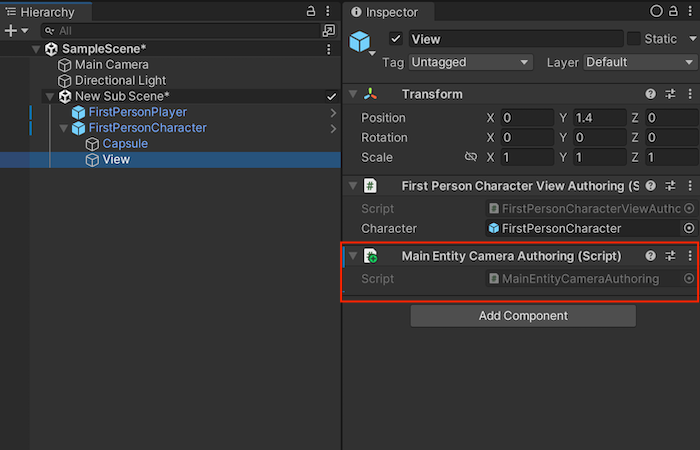 Hierarchy
All
SampleScene*
Main Camera
Directional Light
New Sub Scene*
FirstPersonPlayer
FirstPersonCharacter
Capsule
View
Inspector
View
Static
Tag Untagged Layer Default
Transform
Position X 0 Y 1.4 Z 0
Rotation X 0 Y 0 Z 0
Scale X 1 Y 1 Z 1
First Person Character View Authoring (S
Script FirstPersonCharacterViewAutho
Character FirstPersonCharacter
Main Entity Camera Authoring (Script)
Script MainEntityCameraAuthoring
Add Component